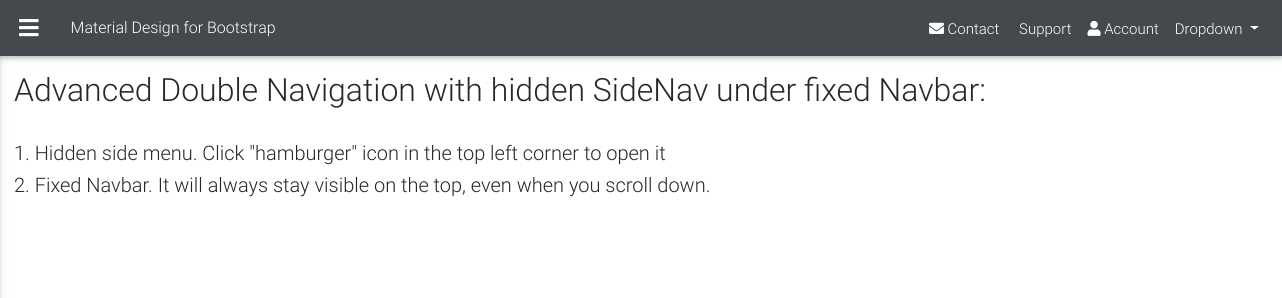 Material Design for Bootstrap Contact Support Account Dropdown
Advanced Double Navigation with hidden SideNav under fixed Navbar:
1. Hidden side menu. Click "hamburger" icon in the top left corner to open it
2. Fixed Navbar. It will always stay visible on the top, even when you scroll down.